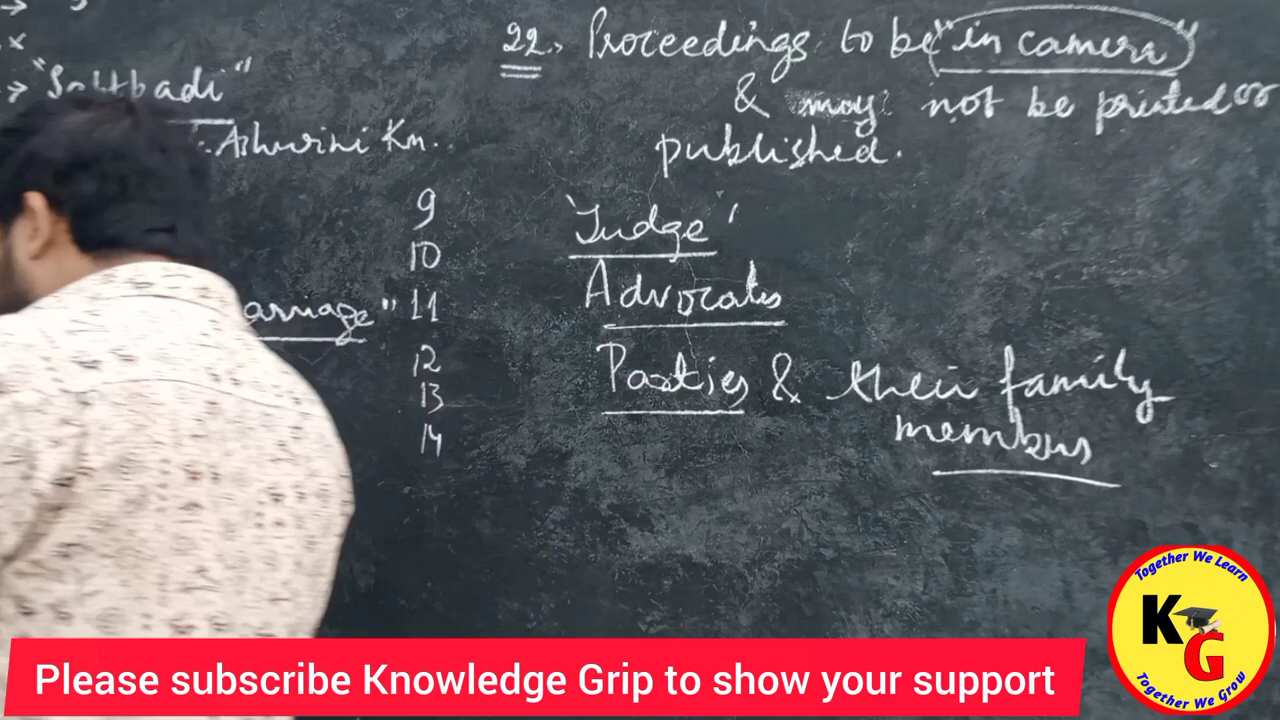 "Saptbadi"
Ashwini Km.
arriage"
9
10
11
12
13
14
22. Proceedings to be "in camera"
& may not be printed or
published.
'Judge'
Advocates
Parties & their family
members
Please subscribe Knowledge Grip to show your support
Together We Learn
KG
Together We Grow